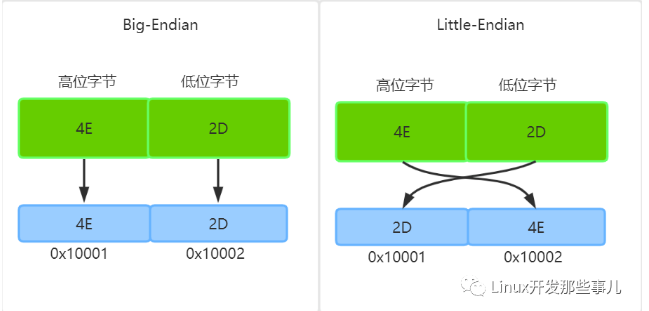 Big-Endian
高位字节 低位字节
4E 2D
4E 2D
0x10001 0x10002
Little-Endian
高位字节 低位字节
4E 2D
2D 4E
0x10001 0x10002
Linux开发那些事儿